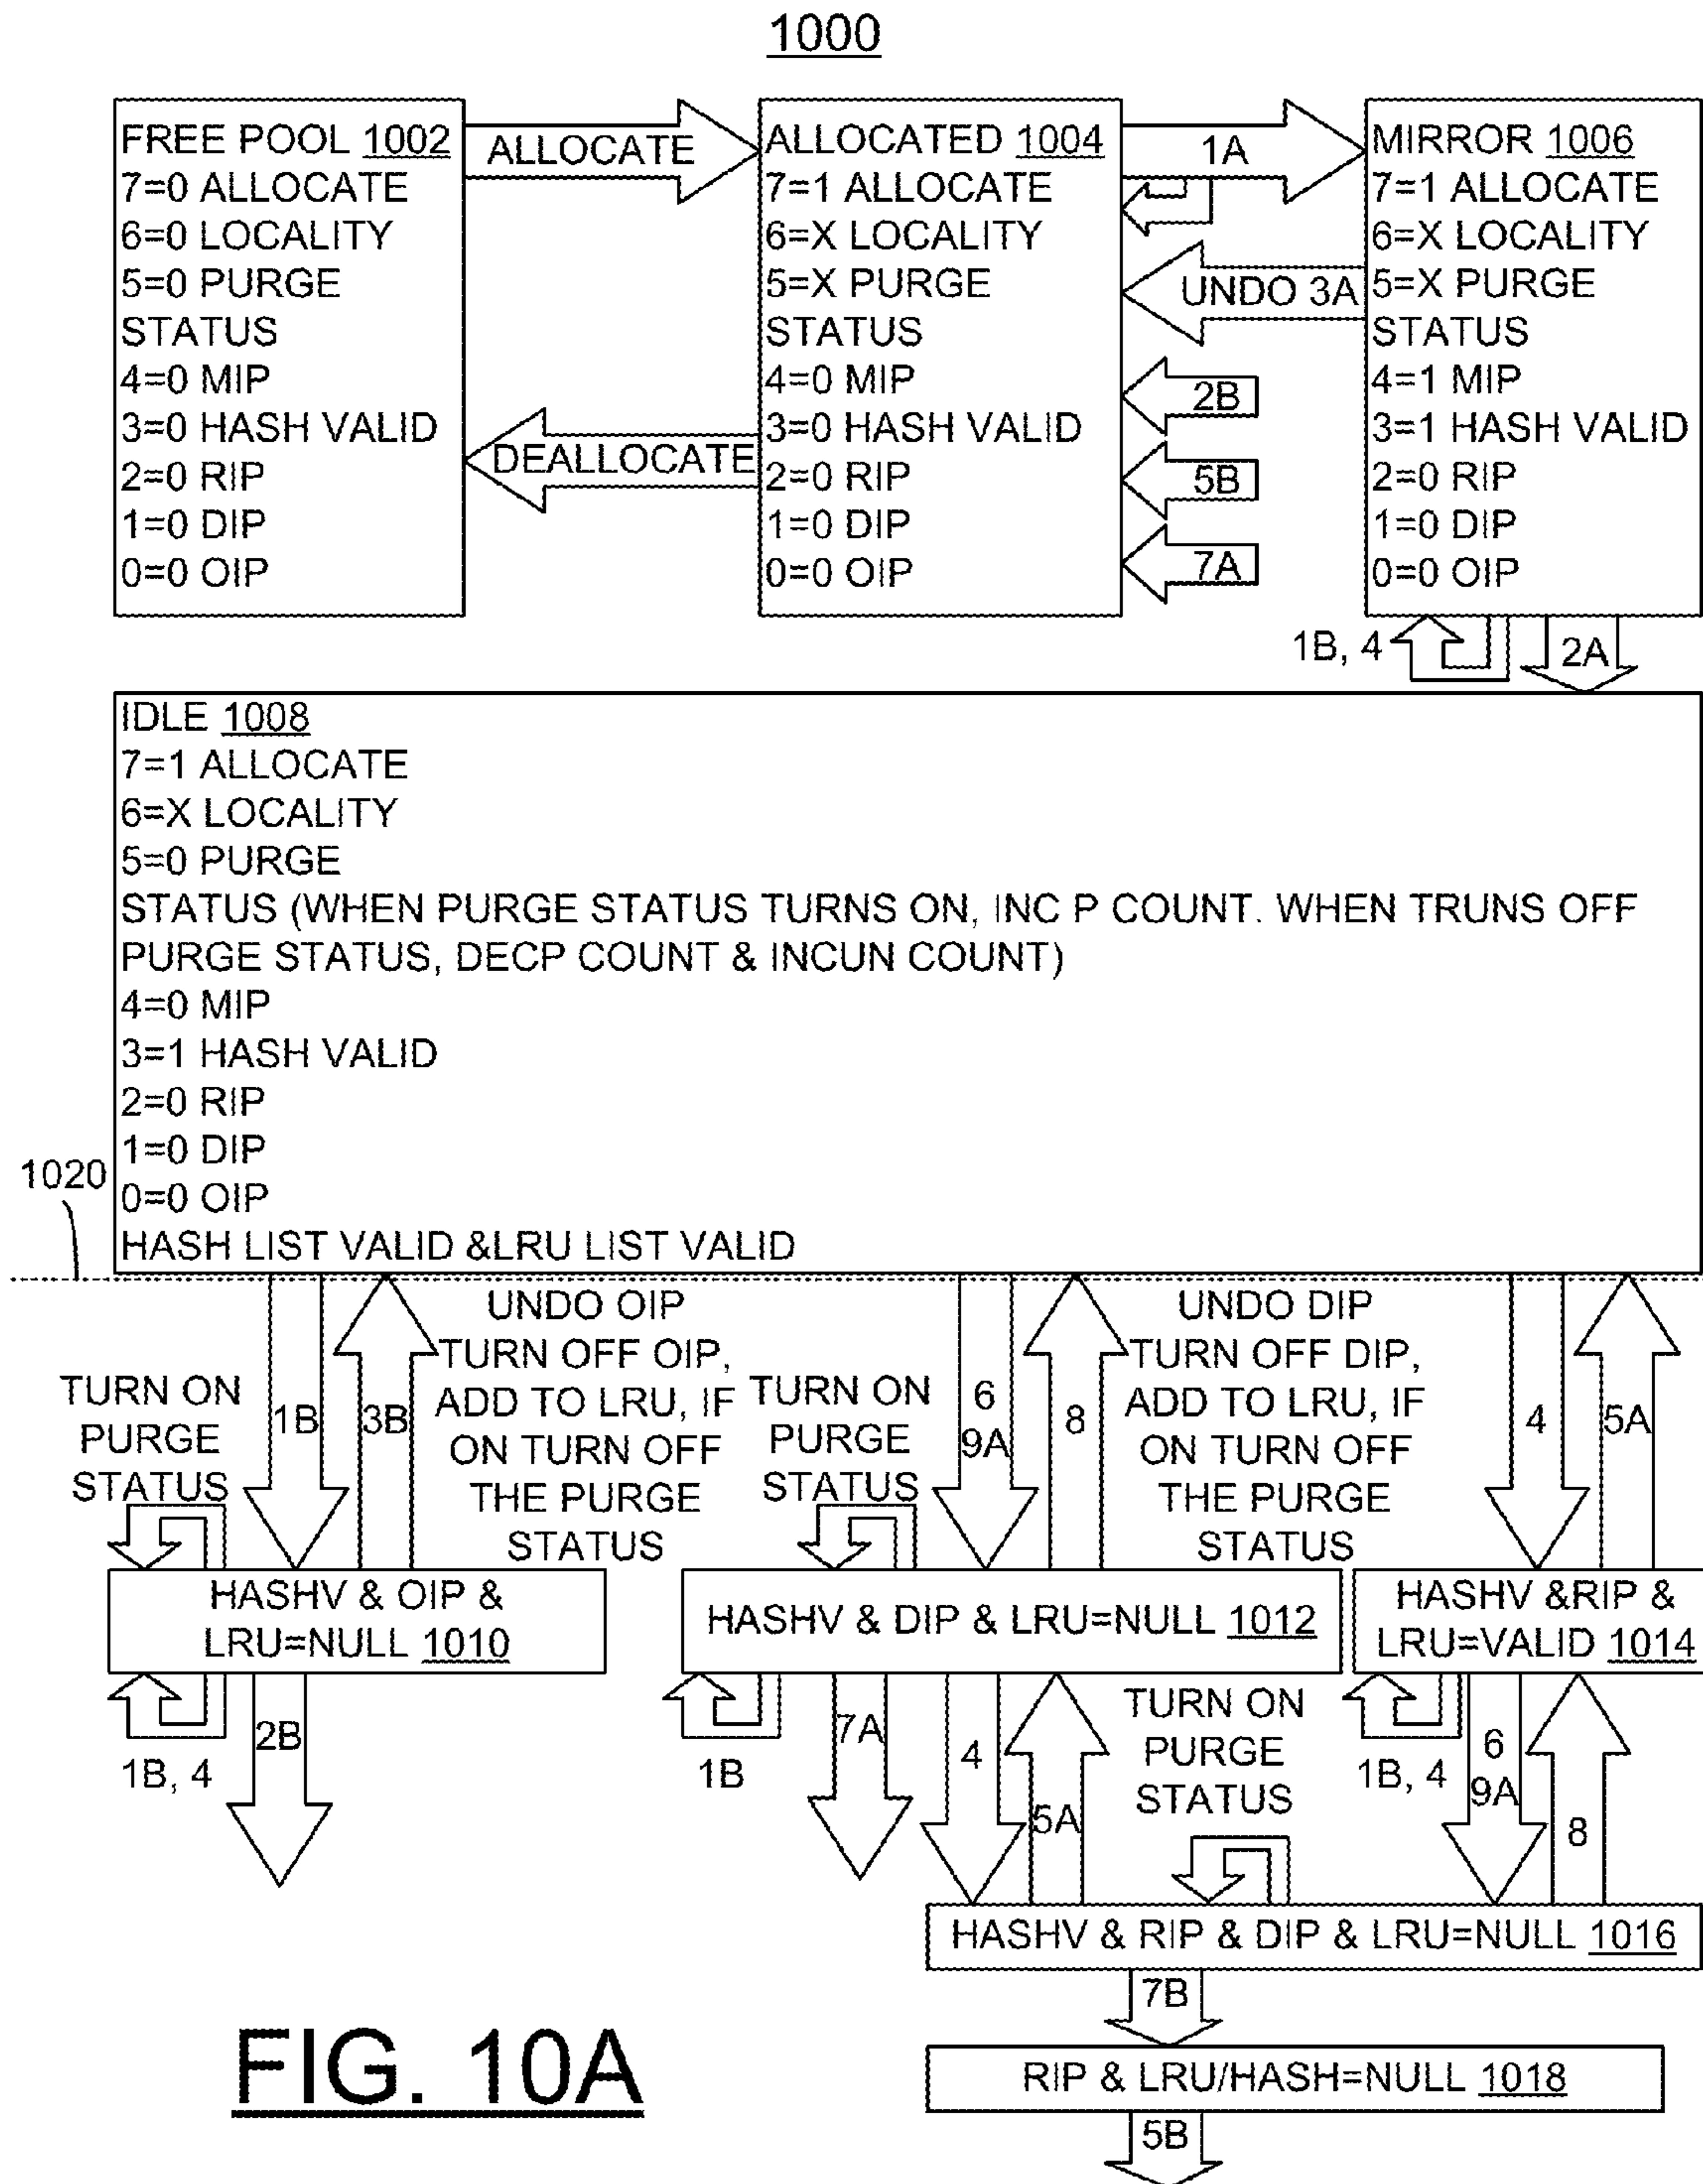 1000
FREE POOL 1002
7=0 ALLOCATE
6=0 LOCALITY
5=0 PURGE
STATUS
4=0 MIP
3=0 HASH VALID
2=0 RIP
1=0 DIP
0=0 OIP
ALLOCATE
DEALLOCATE
ALLOCATED 1004
7=1 ALLOCATE
6=X LOCALITY
5=X PURGE
STATUS
4=0 MIP
3=0 HASH VALID
2=0 RIP
1=0 DIP
0=0 OIP
1A
UNDO 3A
2B
5B
7A
MIRROR 1006
7=1 ALLOCATE
6=X LOCALITY
5=X PURGE
STATUS
4=1 MIP
3=1 HASH VALID
2=0 RIP
1=0 DIP
0=0 OIP
1B, 4
2A
IDLE 1008
7=1 ALLOCATE
6=X LOCALITY
5=0 PURGE
STATUS (WHEN PURGE STATUS TURNS ON, INC P COUNT. WHEN TRUNS OFF
PURGE STATUS, DECP COUNT & INCUN COUNT)
4=0 MIP
3=1 HASH VALID
2=0 RIP
1=0 DIP
0=0 OIP
HASH LIST VALID &LRU LIST VALID
1020
TURN ON
PURGE
STATUS
1B
3B
UNDO OIP
TURN OFF OIP,
ADD TO LRU, IF
ON TURN OFF
THE PURGE
STATUS
TURN ON
PURGE
STATUS
6
9A
8
UNDO DIP
TURN OFF DIP,
ADD TO LRU, IF
ON TURN OFF
THE PURGE
STATUS
4
5A
HASHV & OIP &
LRU=NULL 1010
HASHV & DIP & LRU=NULL 1012
HASHV &RIP &
LRU=VALID 1014
1B, 4
2B
1B
7A
4
5A
TURN ON
PURGE
STATUS
1B, 4
6
9A
8
HASHV & RIP & DIP & LRU=NULL 1016
7B
RIP & LRU/HASH=NULL 1018
5B
FIG. 10A